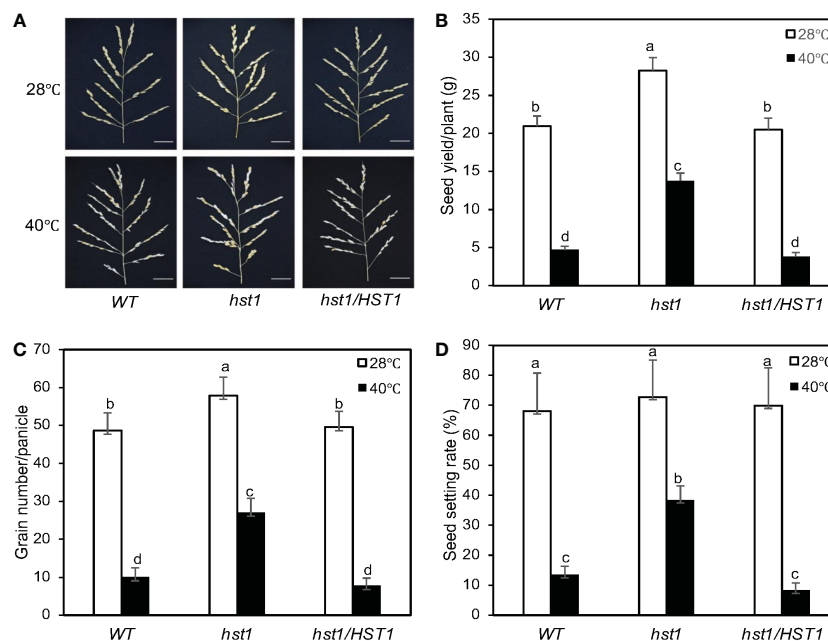 A
28℃
40℃
WT
hst1
hst1/HST1
B
Seed yield/plant (g)
35
30
25
20
15
10
5
0
28℃
40℃
b
d
a
c
b
d
WT
hst1
hst1/HST1
C
Grain number/panicle
70
60
50
40
30
20
10
0
28℃
40℃
b
d
a
c
b
d
WT
hst1
hst1/HST1
D
Seed setting rate (%)
90
80
70
60
50
40
30
20
10
0
28℃
40℃
a
c
a
b
a
c
WT
hst1
hst1/HST1